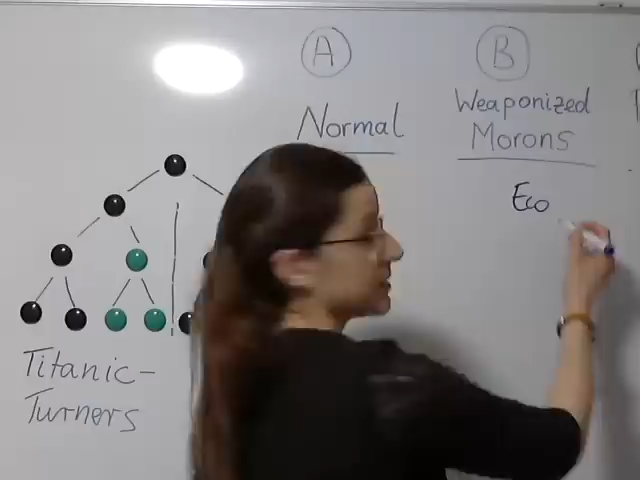 A
B
Normal
Weaponized
Morons
Eco
Titanic-
Turners